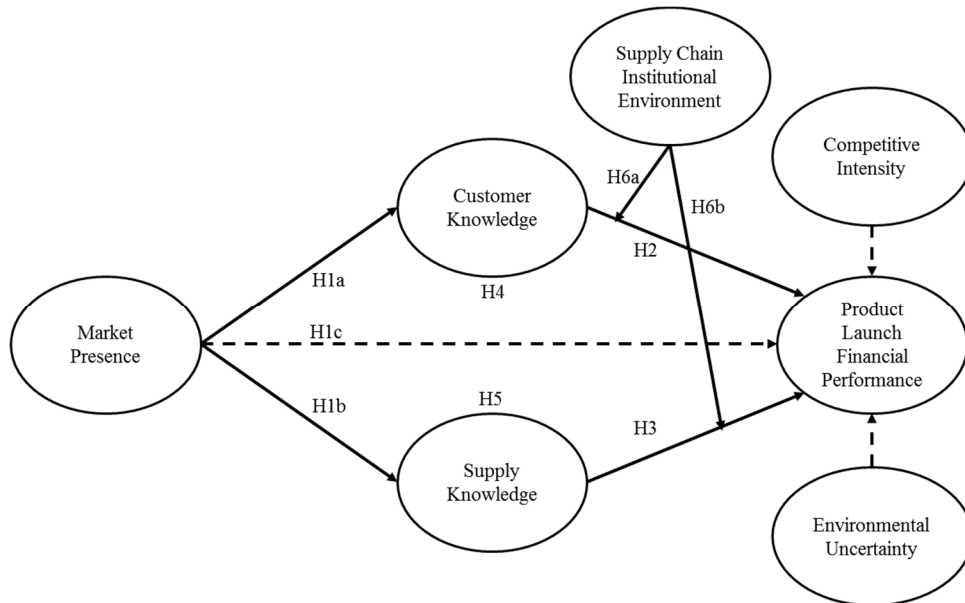 Supply Chain
Institutional
Environment
Competitive
Intensity
H6a
Customer
Knowledge
H6b
H2
H1a
H4
Market
Presence
H1c
Product
Launch
Financial
Performance
H1b
H5
H3
Supply
Knowledge
Environmental
Uncertainty